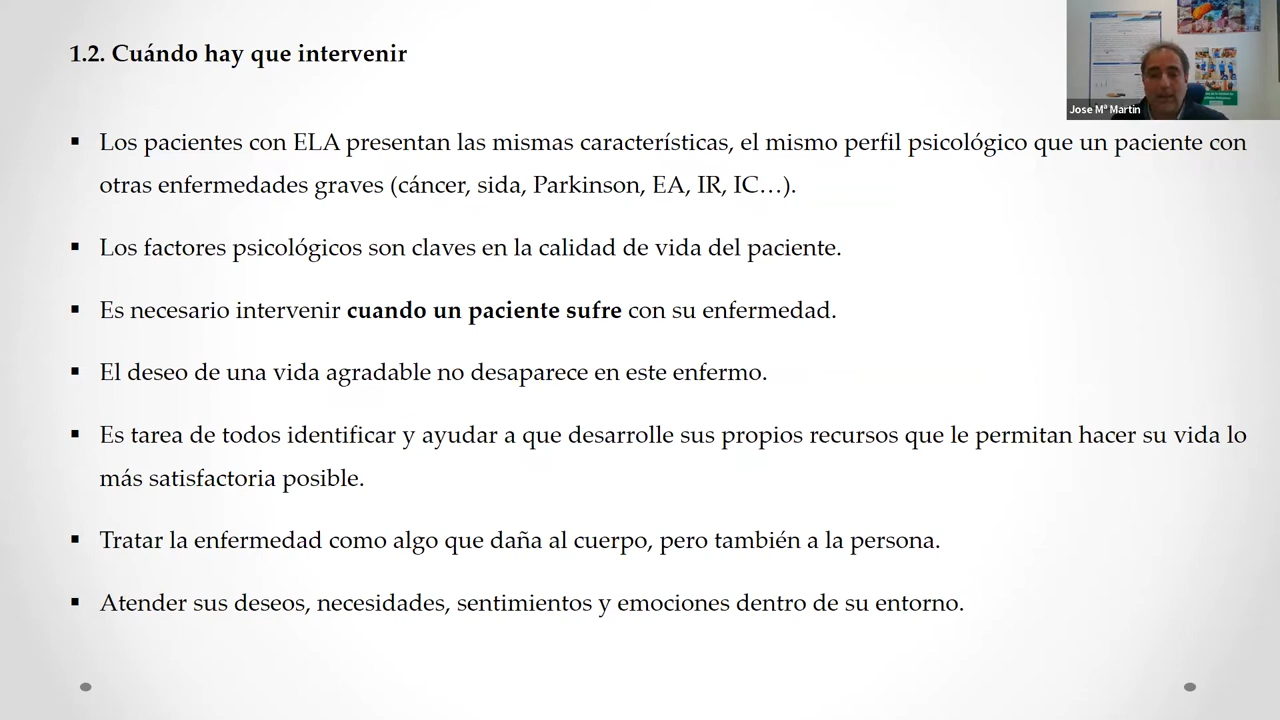 1.2. Cuándo hay que intervenir
Jose Mª Martín
▪ Los pacientes con ELA presentan las mismas características, el mismo perfil psicológico que un paciente con
otras enfermedades graves (cáncer, sida, Parkinson, EA, IR, IC…).
▪ Los factores psicológicos son claves en la calidad de vida del paciente.
▪ Es necesario intervenir cuando un paciente sufre con su enfermedad.
▪ El deseo de una vida agradable no desaparece en este enfermo.
▪ Es tarea de todos identificar y ayudar a que desarrolle sus propios recursos que le permitan hacer su vida lo
más satisfactoria posible.
▪ Tratar la enfermedad como algo que daña al cuerpo, pero también a la persona.
▪ Atender sus deseos, necesidades, sentimientos y emociones dentro de su entorno.